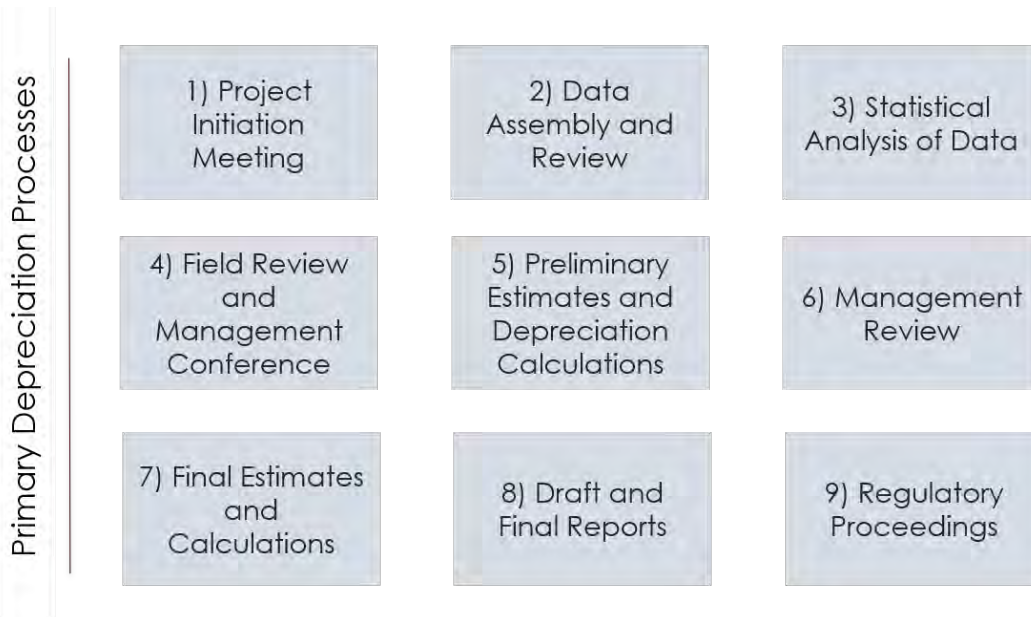 Primary Depreciation Processes
1) Project
Initiation
Meeting
2) Data
Assembly and
Review
3) Statistical
Analysis of Data
4) Field Review
and
Management
Conference
5) Preliminary
Estimates and
Depreciation
Calculations
6) Management
Review
7) Final Estimates
and
Calculations
8) Draft and
Final Reports
9) Regulatory
Proceedings